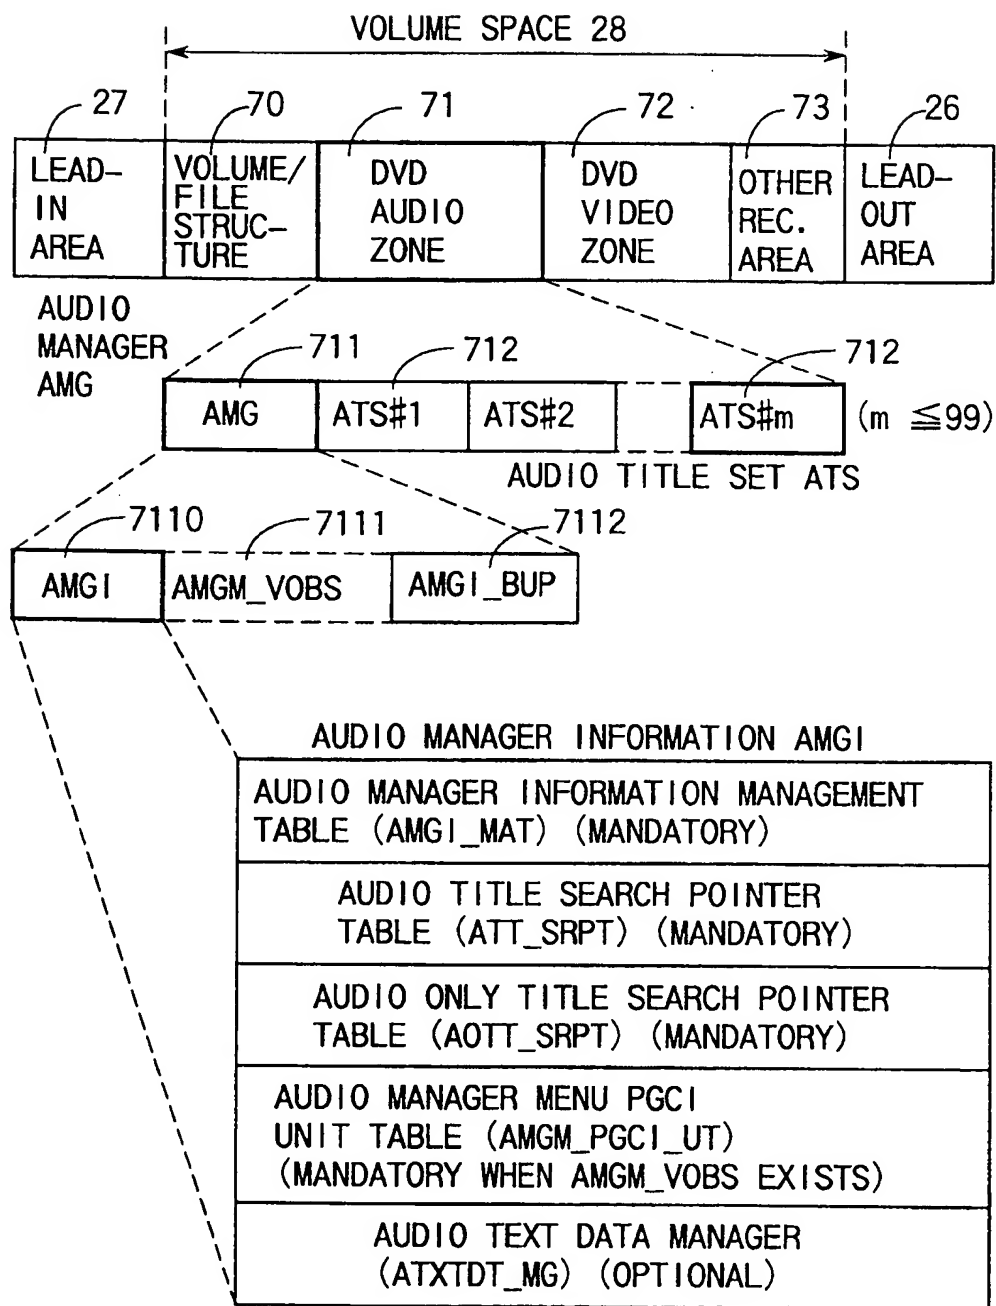 VOLUME SPACE 28
27 70 71 72 73 26
LEAD-
IN
AREA
VOLUME/
FILE
STRUC-
TURE
DVD
AUDIO
ZONE
DVD
VIDEO
ZONE
OTHER
REC.
AREA
LEAD-
OUT
AREA
AUDIO
MANAGER
AMG
711 712 712
AMG ATS#1 ATS#2 ATS#m (m ≦99)
AUDIO TITLE SET ATS
7110 7111 7112
AMGI AMGM_VOBS AMGI_BUP
AUDIO MANAGER INFORMATION AMGI
AUDIO MANAGER INFORMATION MANAGEMENT
TABLE (AMGI_MAT) (MANDATORY)
AUDIO TITLE SEARCH POINTER
TABLE (ATT_SRPT) (MANDATORY)
AUDIO ONLY TITLE SEARCH POINTER
TABLE (AOTT_SRPT) (MANDATORY)
AUDIO MANAGER MENU PGCI
UNIT TABLE (AMGM_PGCI_UT)
(MANDATORY WHEN AMGM_VOBS EXISTS)
AUDIO TEXT DATA MANAGER
(ATXTDT_MG) (OPTIONAL)